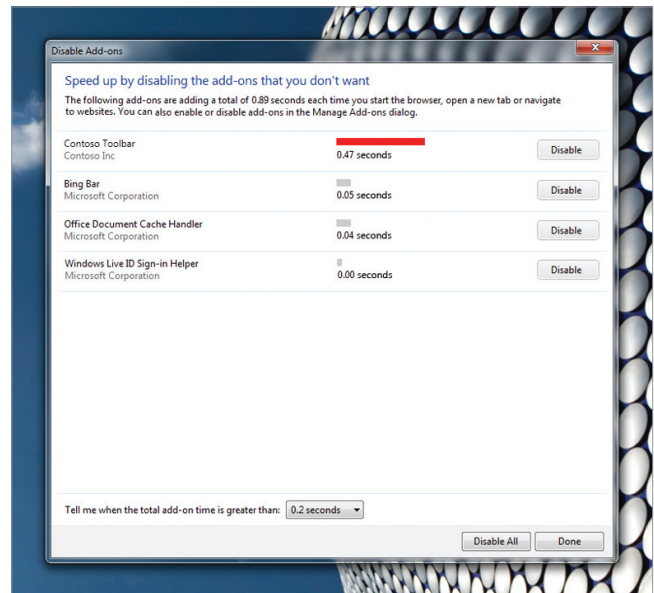 Disable Add-ons
Speed up by disabling the add-ons that you don't want
The following add-ons are adding a total of 0.89 seconds each time you start the browser, open a new tab or navigate
to websites. You can also enable or disable add-ons in the Manage Add-ons dialog.
Contoso Toolbar
Contoso Inc
0.47 seconds
Disable
Bing Bar
Microsoft Corporation
0.05 seconds
Disable
Office Document Cache Handler
Microsoft Corporation
0.04 seconds
Disable
Windows Live ID Sign-in Helper
Microsoft Corporation
0.00 seconds
Disable
Tell me when the total add-on time is greater than: 0.2 seconds
Disable All
Done